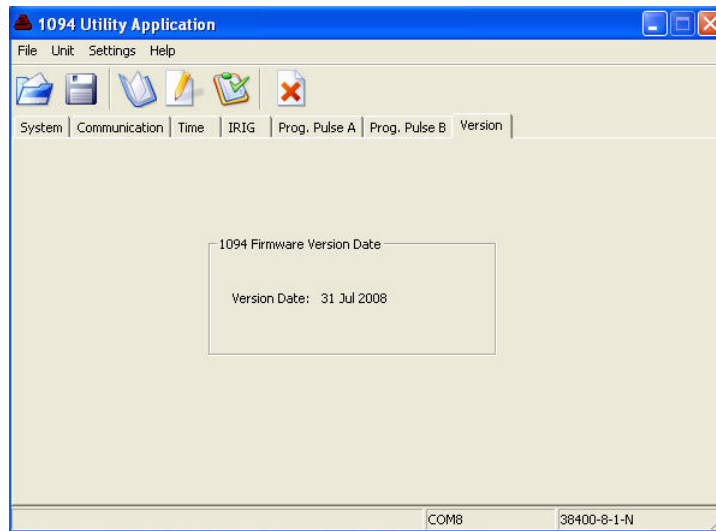 1094 Utility Application
File Unit Settings Help
System Communication Time IRIG Prog. Pulse A Prog. Pulse B Version
1094 Firmware Version Date
Version Date: 31 Jul 2008
COM8 38400-8-1-N